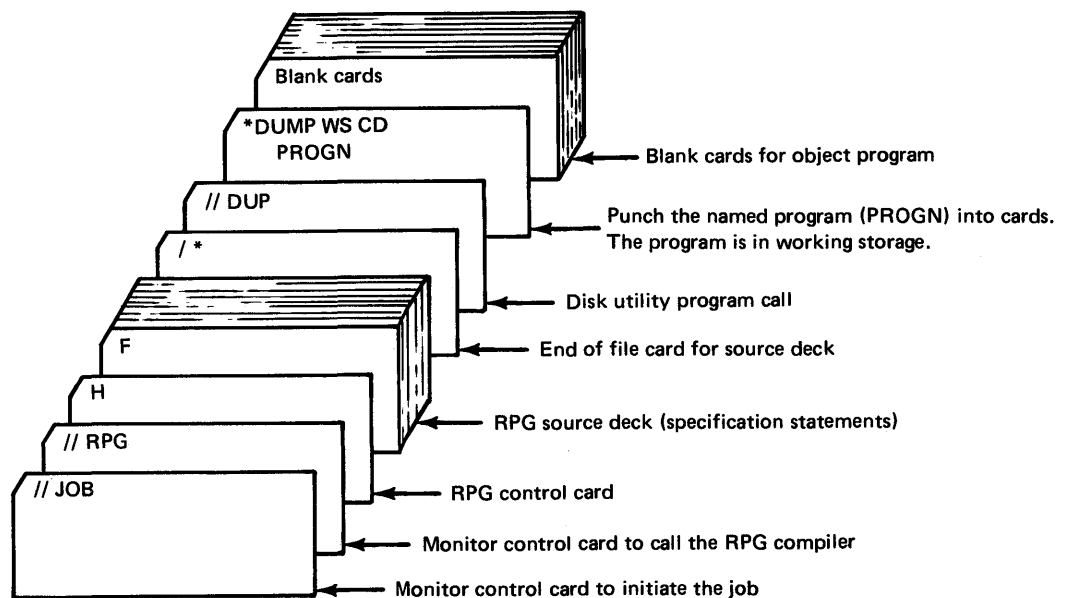 Blank cards
*DUMP WS CD
PROGN
Blank cards for object program
// DUP
Punch the named program (PROGN) into cards.
The program is in working storage.
/ *
Disk utility program call
F
End of file card for source deck
H
RPG source deck (specification statements)
// RPG
RPG control card
// JOB
Monitor control card to call the RPG compiler
Monitor control card to initiate the job